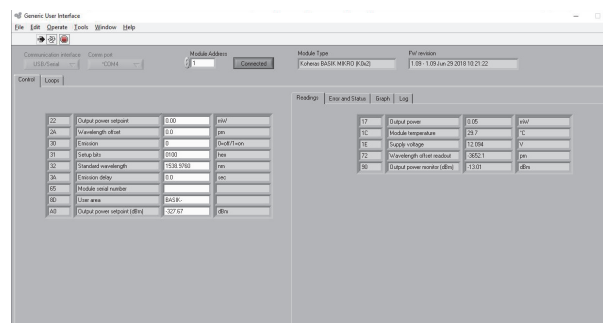 Generic User Interface
File Edit Operate Tools Window Help
Communication interface Comm port Module Address Module Type FW revision
USB/Serial *COM4 1 Connected Koheras BASIK MIKRO (K0x2) 1.09 - 1.09 Jun 29 2018 10:21:22
Control Loops
Readings Error and Status Graph Log
22 Output power setpoint 0.00 mW
2A Wavelength offset 0.0 pm
30 Emission 0 0=off/1=on
31 Setup bits 0100 hex
32 Standard wavelength 1538.9760 nm
3A Emission delay 0.0 sec
65 Module serial number
8D User area BASIK-
A0 Output power setpoint (dBm) -327.67 dBm
17 Output power 0.05 mW
1C Module temperature 29.7 °C
1E Supply voltage 12.094 V
72 Wavelength offset readout -3652.1 pm
90 Output power monitor (dBm) -13.01 dBm